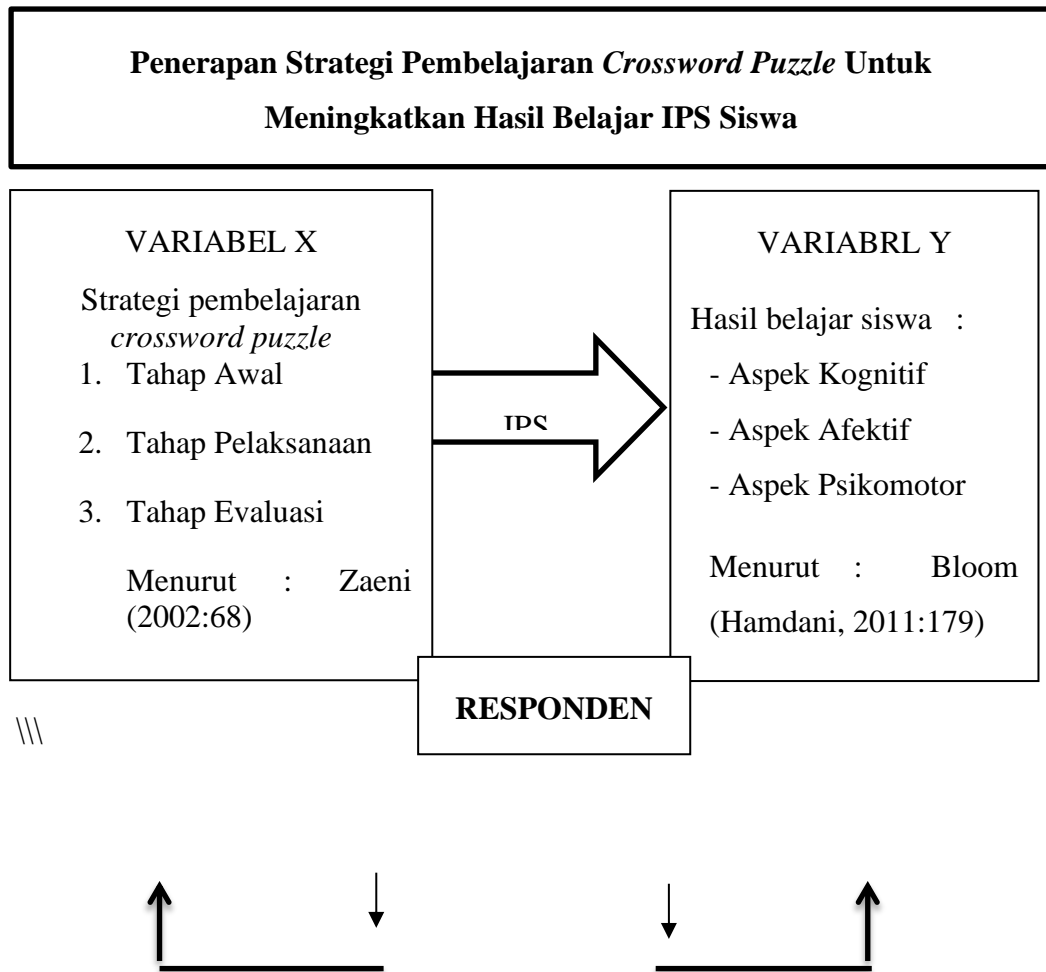 Penerapan Strategi Pembelajaran Crossword Puzzle Untuk
Meningkatkan Hasil Belajar IPS Siswa
VARIABEL X
Strategi pembelajaran
crossword puzzle
1. Tahap Awal
2. Tahap Pelaksanaan
3. Tahap Evaluasi
Menurut : Zaeni
(2002:68)
IPS
VARIABRL Y
Hasil belajar siswa :
- Aspek Kognitif
- Aspek Afektif
- Aspek Psikomotor
Menurut : Bloom
(Hamdani, 2011:179)
RESPONDEN
\\\